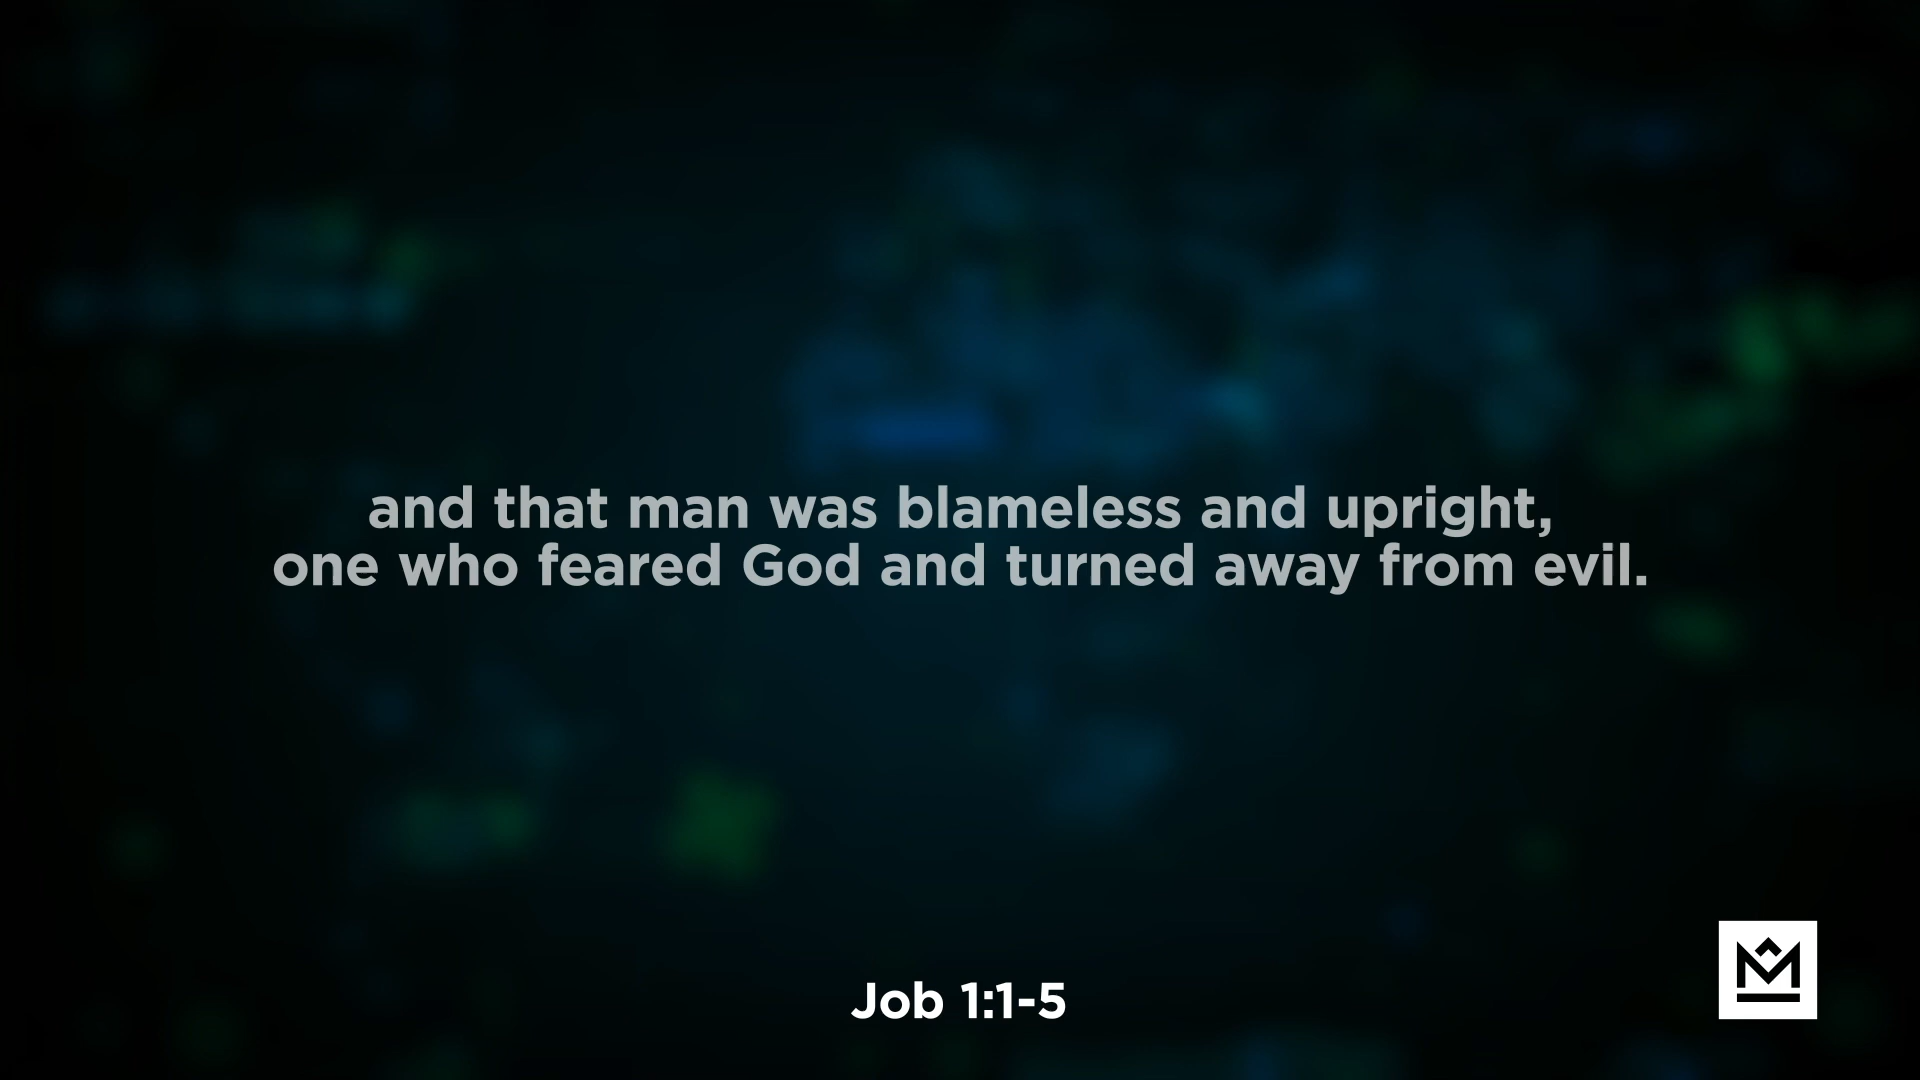 and that man was blameless and upright,
one who feared God and turned away from evil.
Job 1:1-5